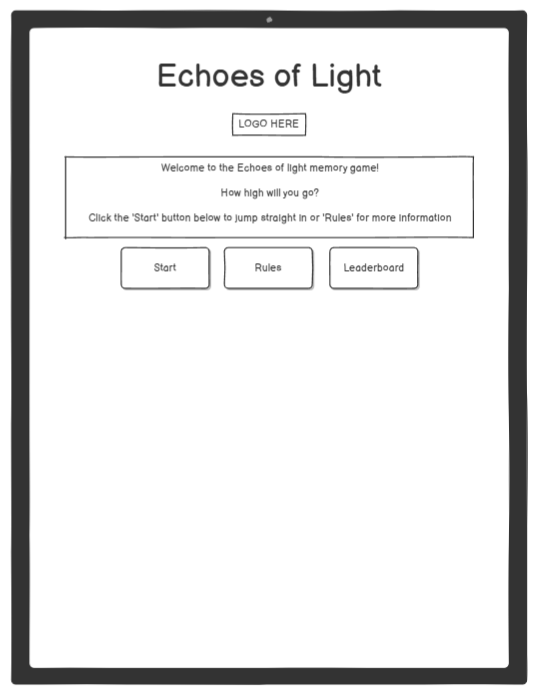 Echoes of Light
LOGO HERE
Welcome to the Echoes of light memory game!
How high will you go?
Click the 'Start' button below to jump straight in or 'Rules' for more information
Start
Rules
Leaderboard